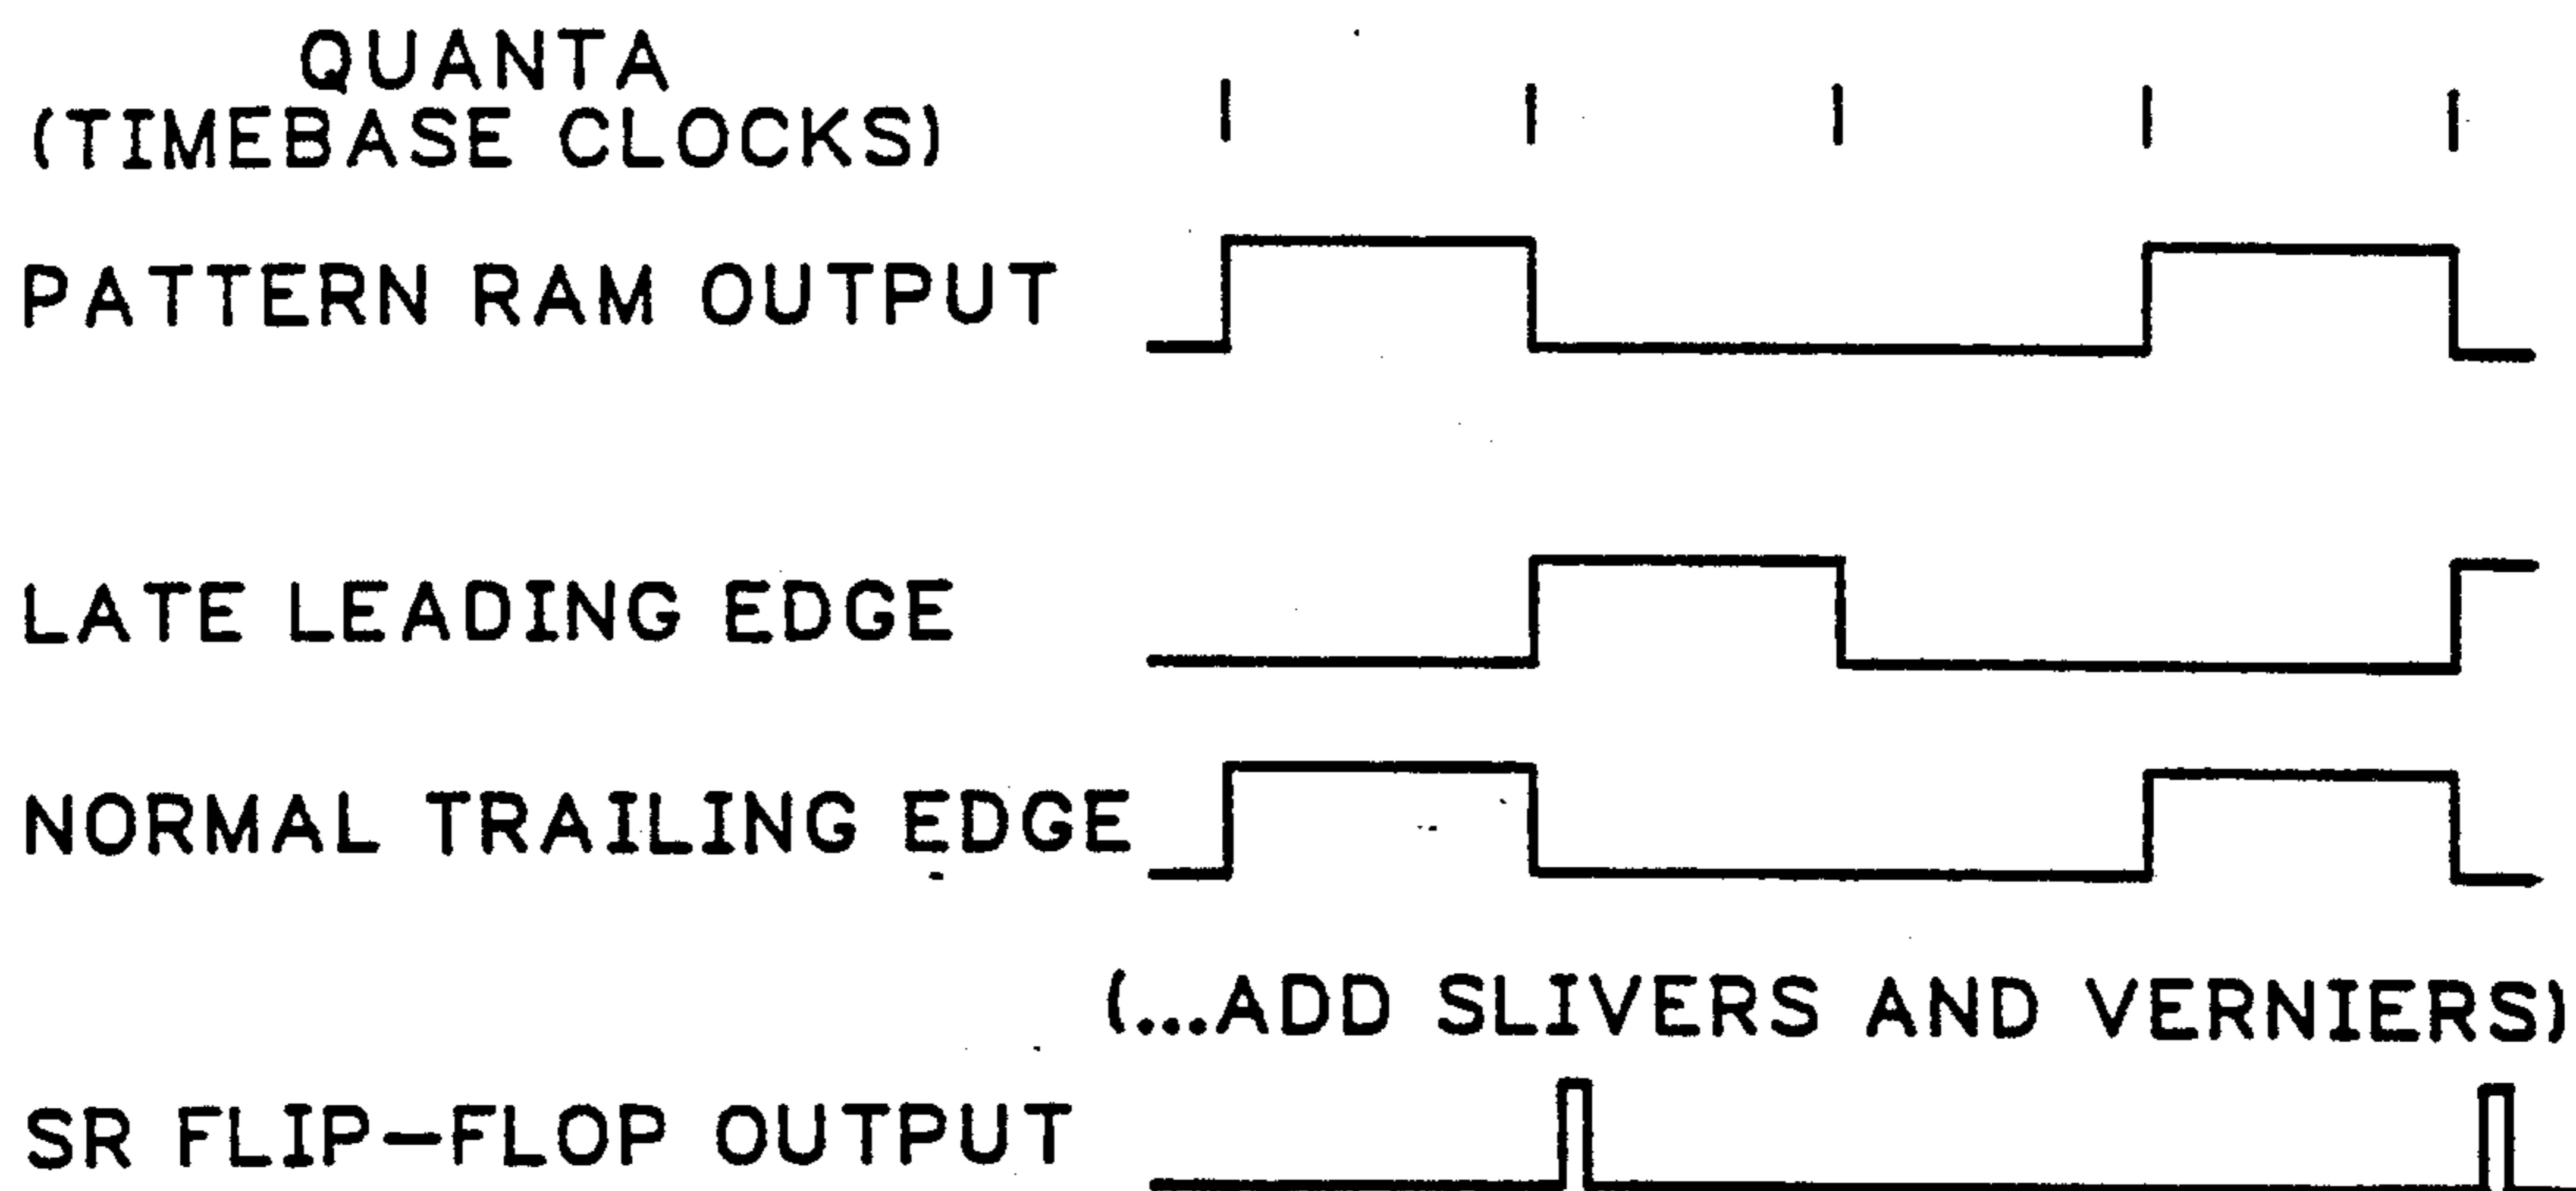 QUANTA
(TIMEBASE CLOCKS)
PATTERN RAM OUTPUT
LATE LEADING EDGE
NORMAL TRAILING EDGE
(...ADD SLIVERS AND VERNIERS)
SR FLIP-FLOP OUTPUT